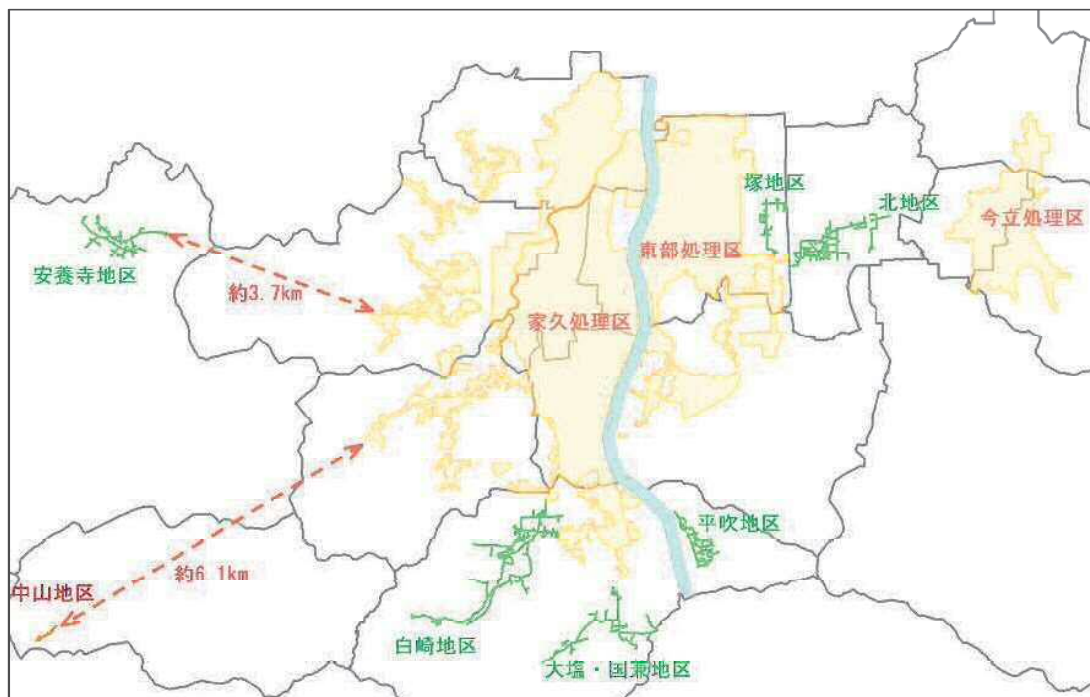 塚地区
北地区
今立処理区
東部処理区
安養寺地区
約3.7km
家久処理区
平吹地区
約6.1km
中山地区
白崎地区
大塩・国兼地区